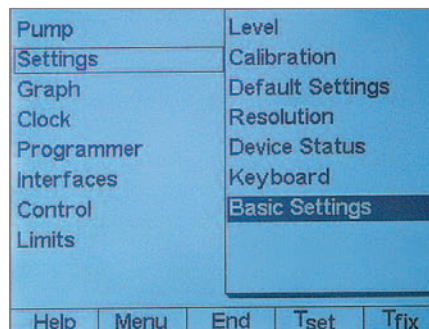 Pump
Settings
Graph
Clock
Programmer
Interfaces
Control
Limits
Level
Calibration
Default Settings
Resolution
Device Status
Keyboard
Basic Settings
Help Menu End Tset Tfix